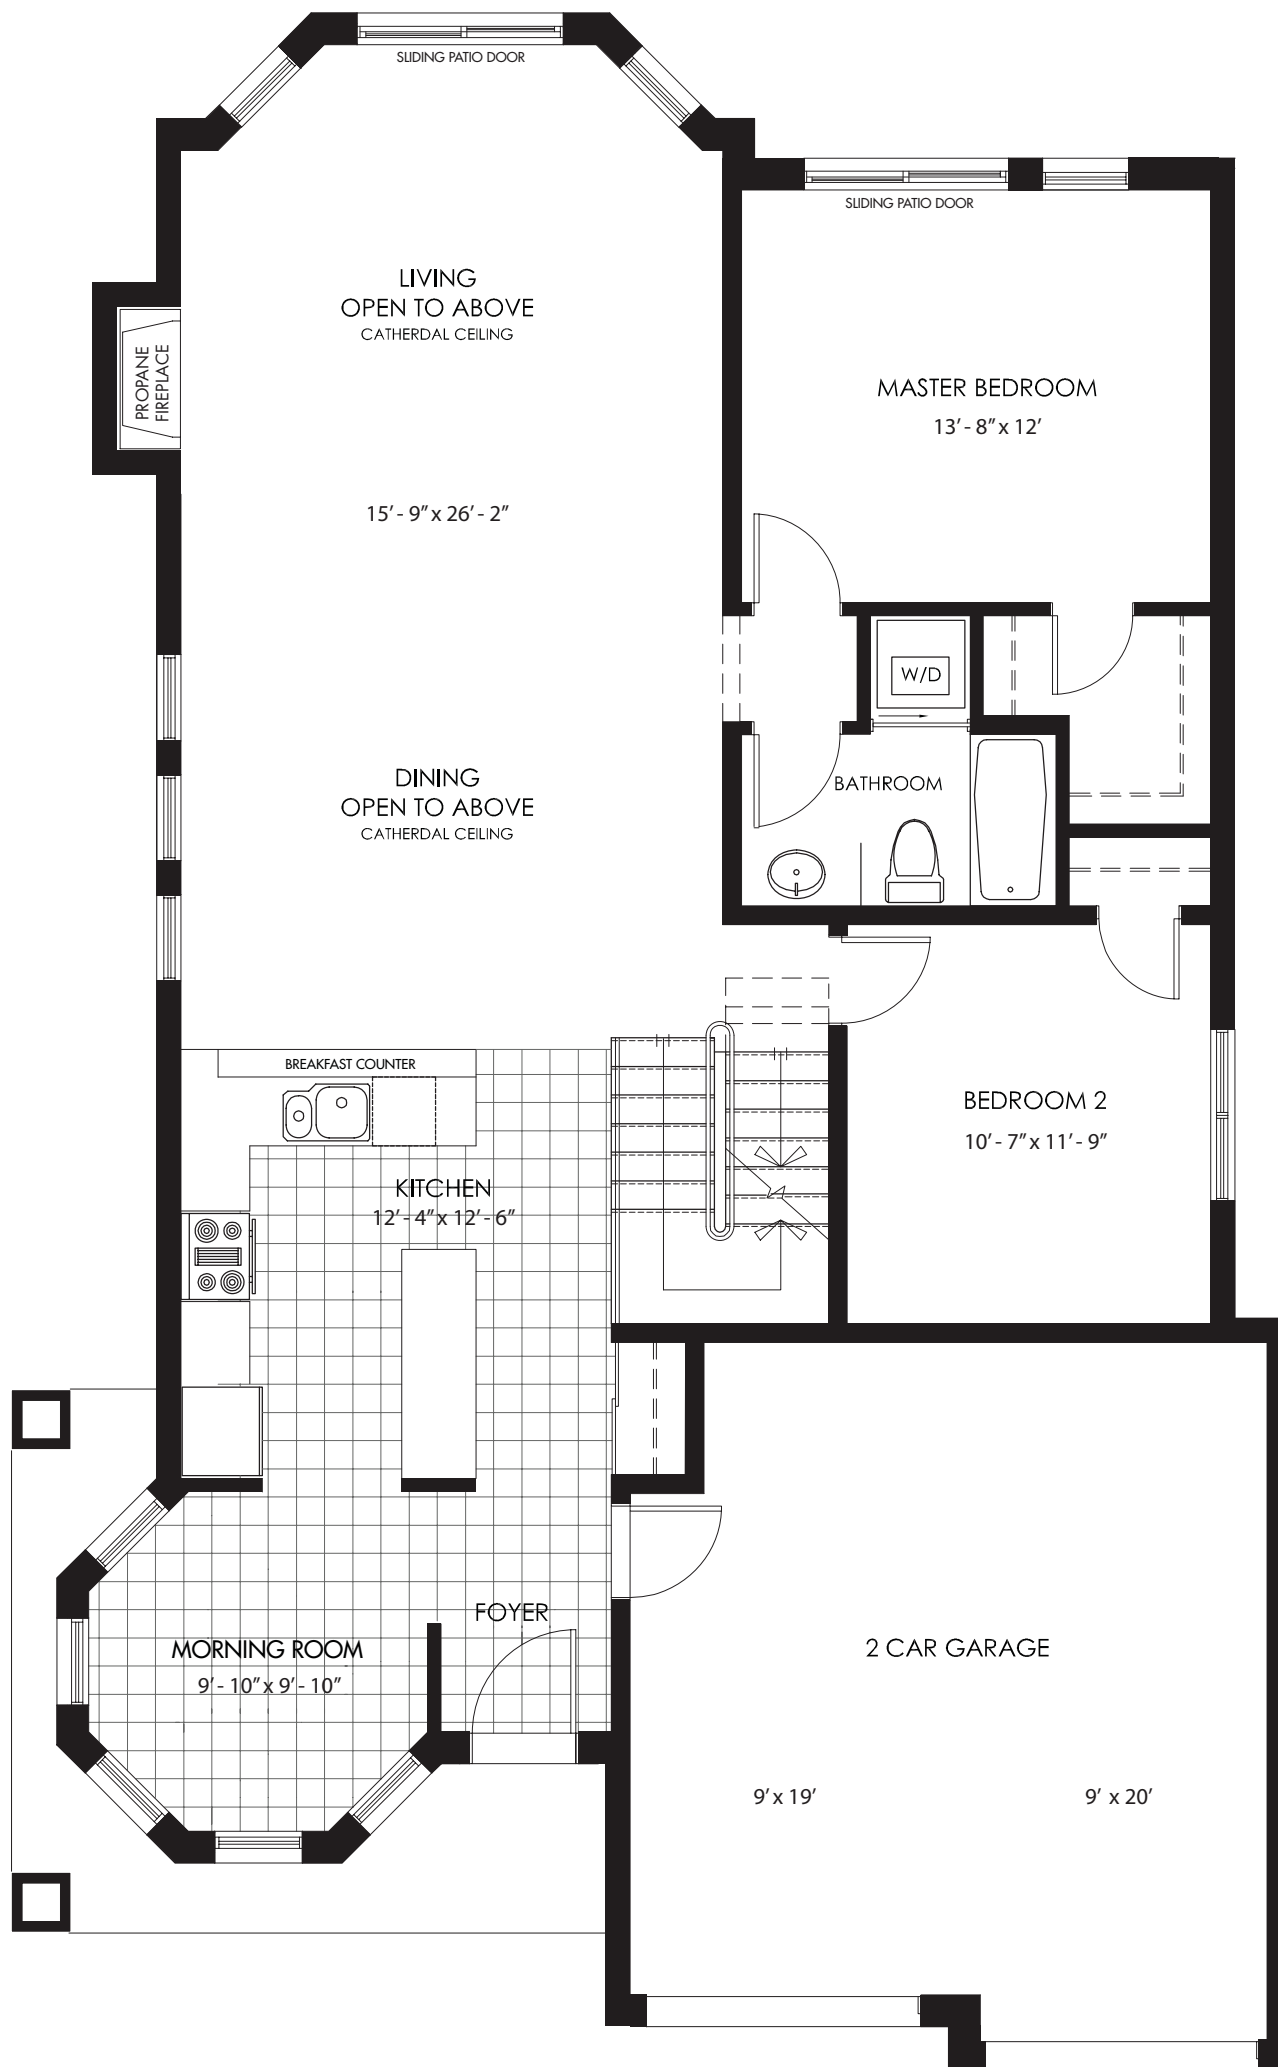 SLIDING PATIO DOOR
SLIDING PATIO DOOR
LIVING
OPEN TO ABOVE
CATHERDAL CEILING
PROPANE
FIREPLACE
MASTER BEDROOM
13' - 8" x 12'
15' - 9" x 26' - 2"
W/D
DINING
OPEN TO ABOVE
CATHERDAL CEILING
BATHROOM
BREAKFAST COUNTER
BEDROOM 2
10' - 7" x 11' - 9"
KITCHEN
12' - 4" x 12' - 6"
FOYER
MORNING ROOM
9' - 10" x 9' - 10"
2 CAR GARAGE
9' x 19'
9' x 20'